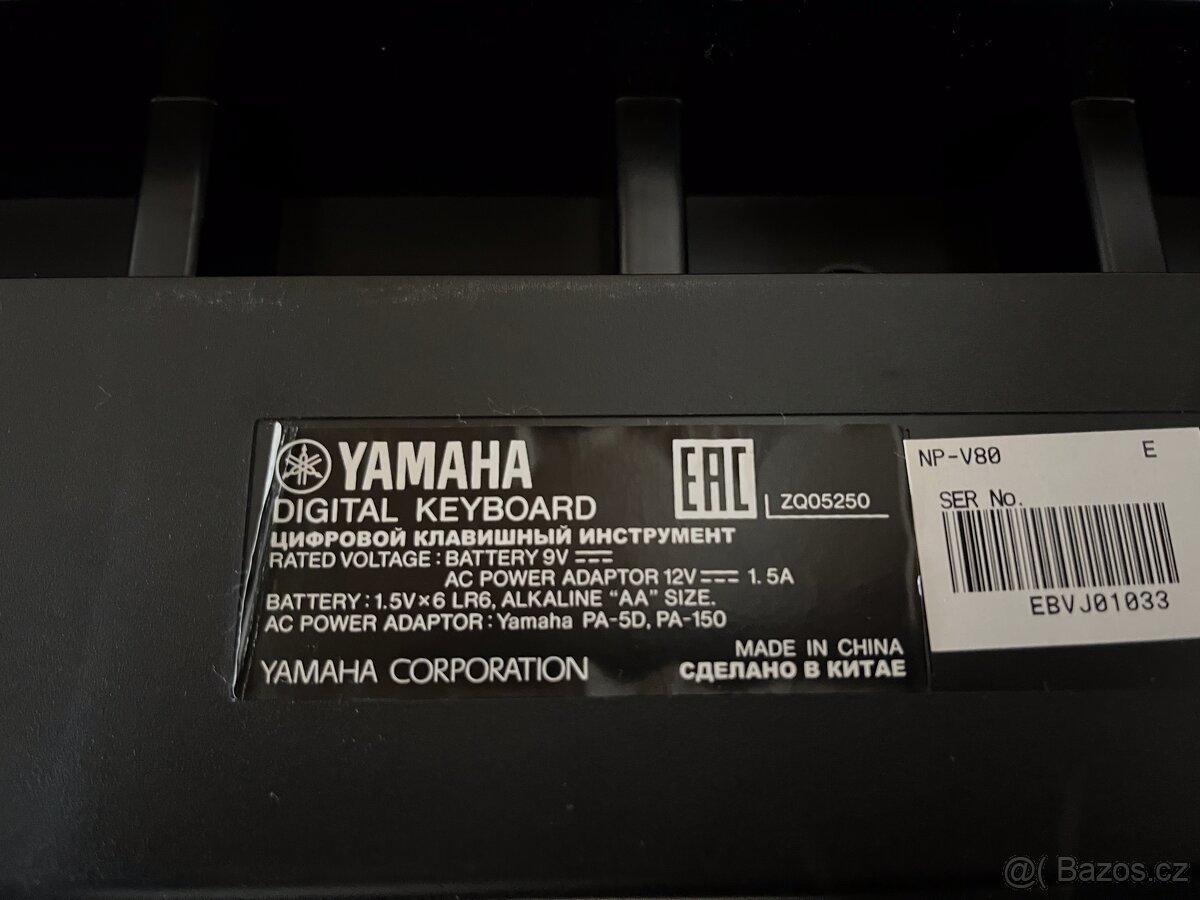 YAMAHA
DIGITAL KEYBOARD
ЦИФРОВОЙ КЛАВИШНЫЙ ИНСТРУМЕНТ
RATED VOLTAGE : BATTERY 9V
AC POWER ADAPTOR 12V 1.5A
BATTERY : 1.5V×6 LR6, ALKALINE “AA” SIZE.
AC POWER ADAPTOR : Yamaha PA-5D, PA-150
YAMAHA CORPORATION
MADE IN CHINA
СДЕЛАНО В КИТАЕ
EAC
ZQ05250
NP-V80 E
SER No.
EBVJ01033
@( Bazos.cz